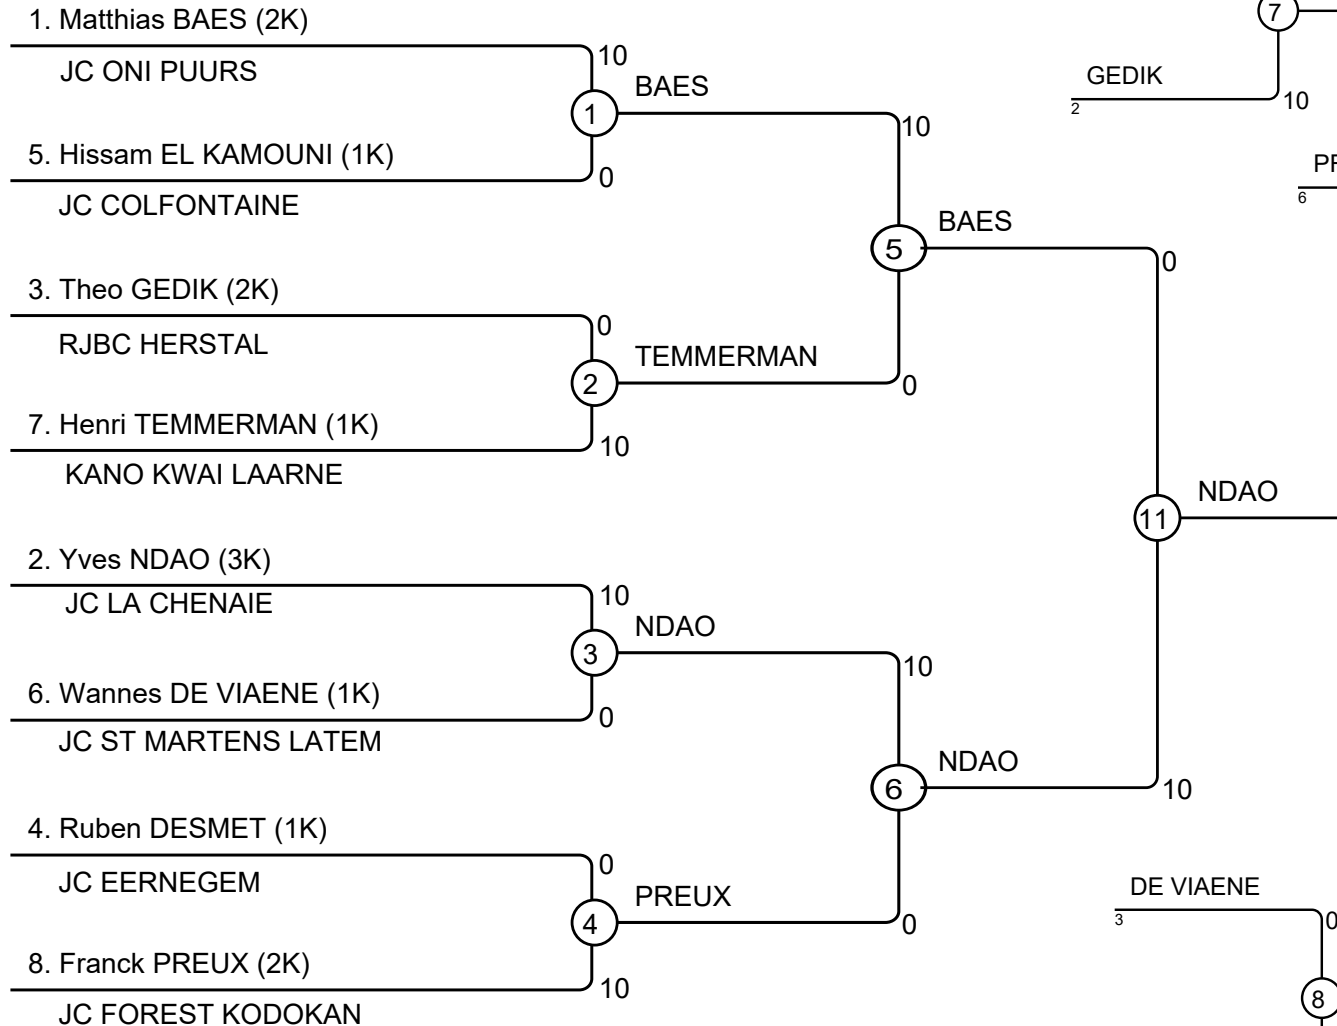 1. Matthias BAES (2K)
JC ONI PUURS
10
1
BAES
5. Hissam EL KAMOUNI (1K)
0
JC COLFONTAINE
10
5
BAES
3. Theo GEDIK (2K)
RJBC HERSTAL
0
2
TEMMERMAN
0
7. Henri TEMMERMAN (1K)
10
KANO KWAI LAARNE
0
11
NDAO
2. Yves NDAO (3K)
JC LA CHENAIE
10
3
NDAO
6. Wannes DE VIAENE (1K)
0
JC ST MARTENS LATEM
10
6
NDAO
10
4. Ruben DESMET (1K)
JC EERNEGEM
0
4
PREUX
0
8. Franck PREUX (2K)
10
JC FOREST KODOKAN
7
GEDIK
2
10
6
DE VIAENE
3
0
8